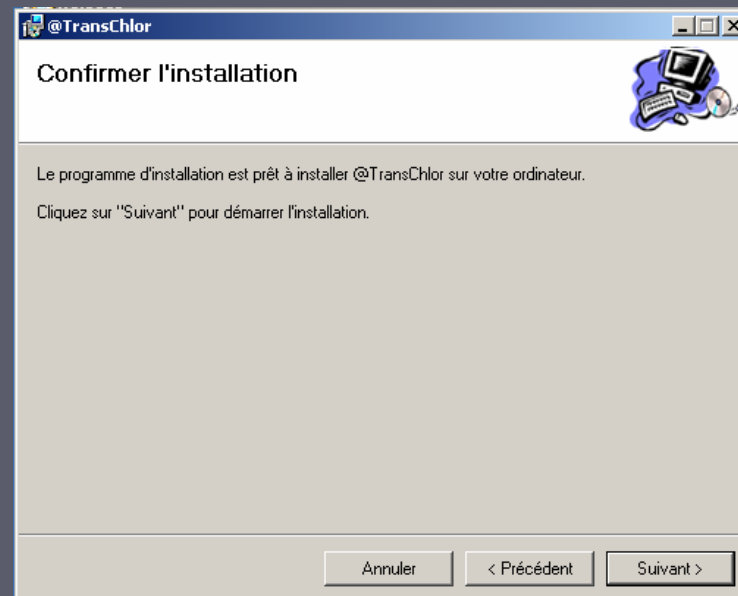 @TransChlor
Confirmer l'installation
Le programme d'installation est prêt à installer @TransChlor sur votre ordinateur.
Cliquez sur "Suivant" pour démarrer l'installation.
Annuler
< Précédent
Suivant >